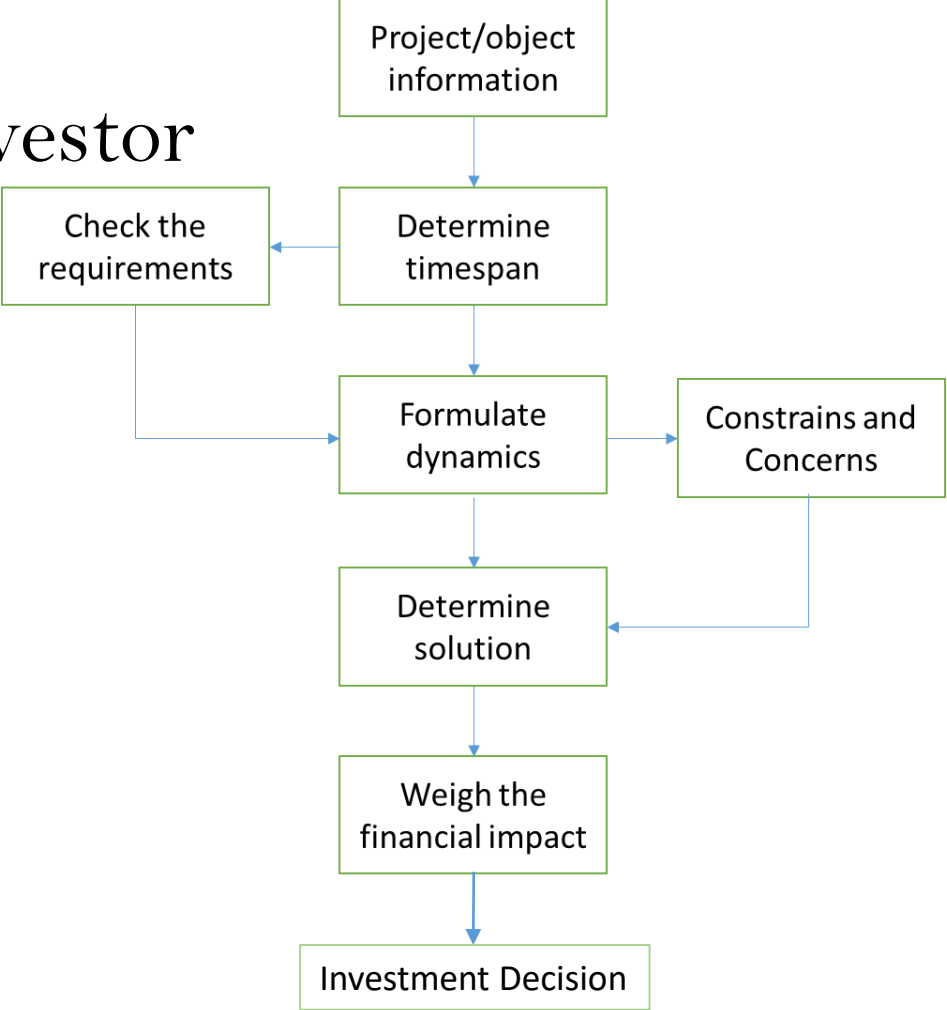 Project/object
information
vestor
Check the
requirements
Determine
timespan
Formulate
dynamics
Constrains and
Concerns
Determine
solution
Weigh the
financial impact
Investment Decision